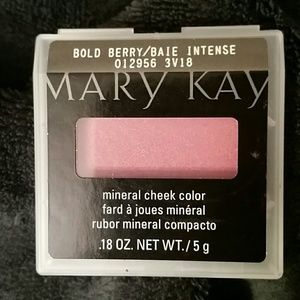 BOLD BERRY/BAIE INTENSE
012956 3V18
MARY KAY
mineral cheek color
fard à joues minéral
rubor mineral compacto
.18 OZ. NET WT./5 g